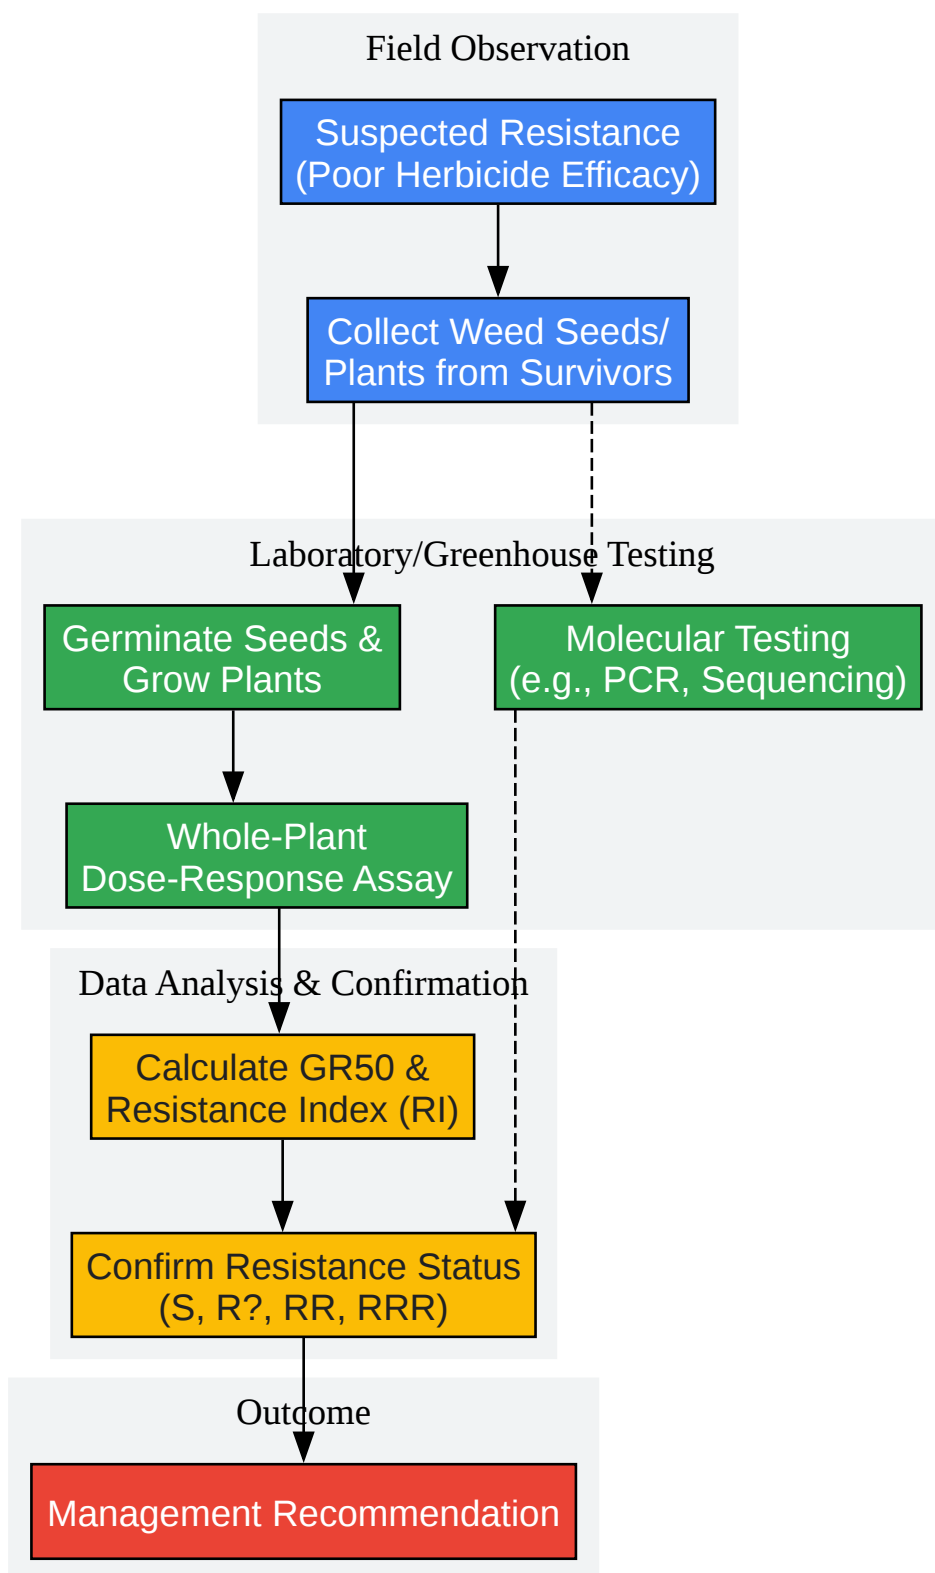 Field Observation
Suspected Resistance
(Poor Herbicide Efficacy)
Collect Weed Seeds/
Plants from Survivors
Laboratory/Greenhouse Testing
Germinate Seeds &
Grow Plants
Molecular Testing
(e.g., PCR, Sequencing)
Whole-Plant
Dose-Response Assay
Data Analysis & Confirmation
Calculate GR50 &
Resistance Index (RI)
Confirm Resistance Status
(S, R?, RR, RRR)
Outcome
Management Recommendation